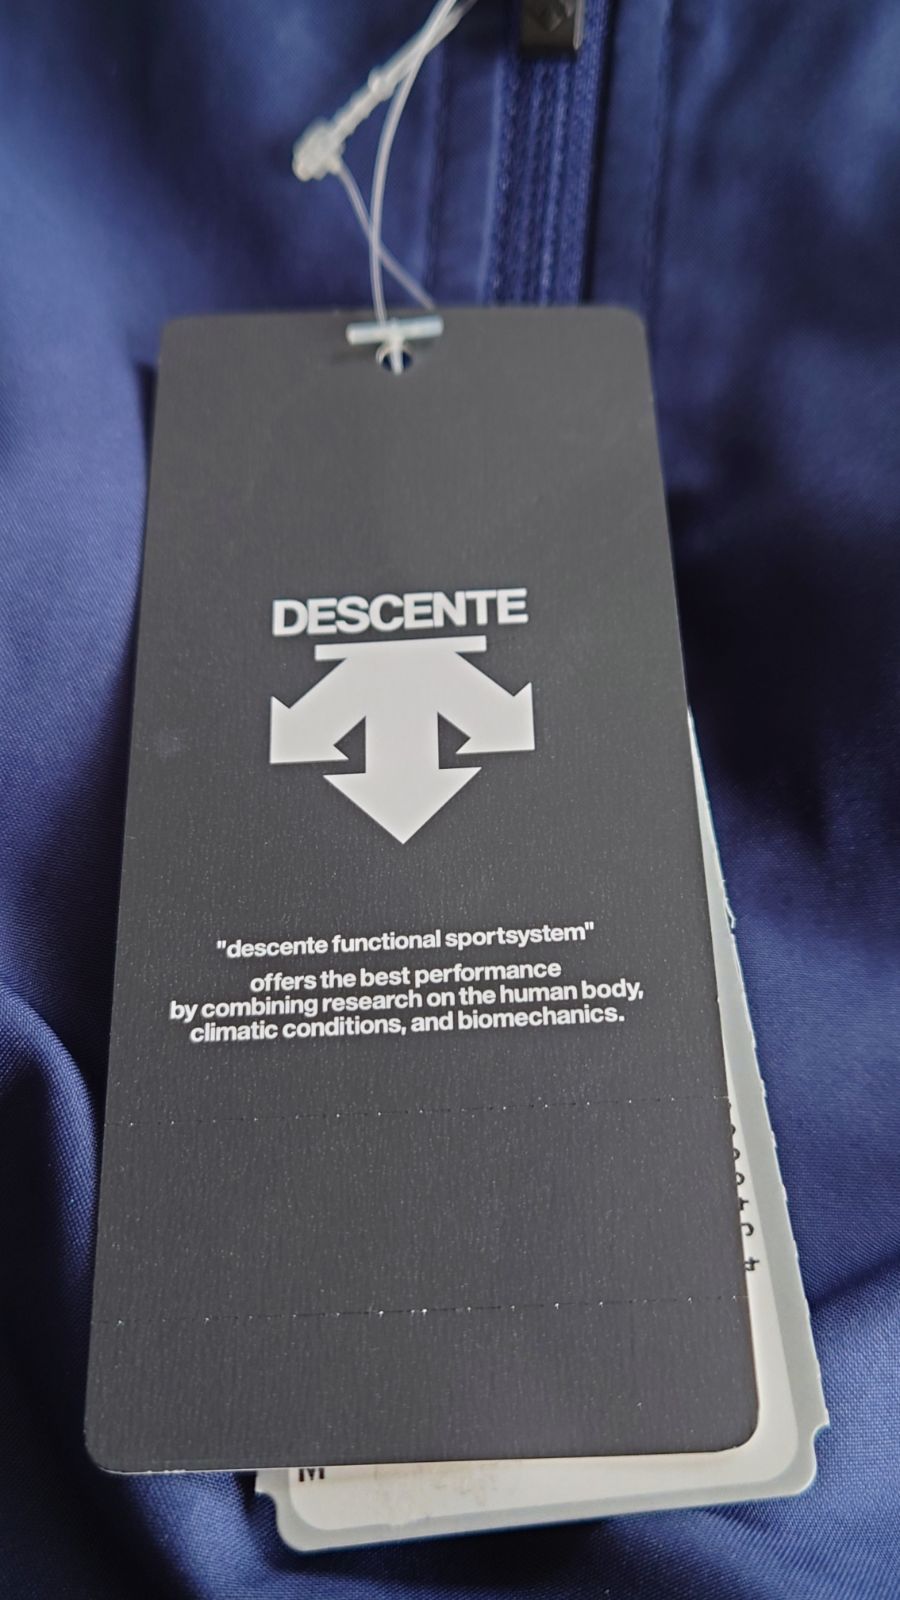 DESCENTE
"descente functional sportsystem"
offers the best performance
by combining research on the human body,
climatic conditions, and biomechanics.
M